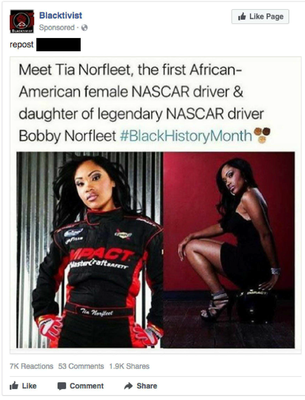 Blacktivist
Sponsored ·
Like Page
repost
Meet Tia Norfleet, the first African-
American female NASCAR driver &
daughter of legendary NASCAR driver
Bobby Norfleet #BlackHistoryMonth
IMPACT
MasterCraft SAFETY
Tia Norfleet
7K Reactions 53 Comments 1.9K Shares
Like Comment Share